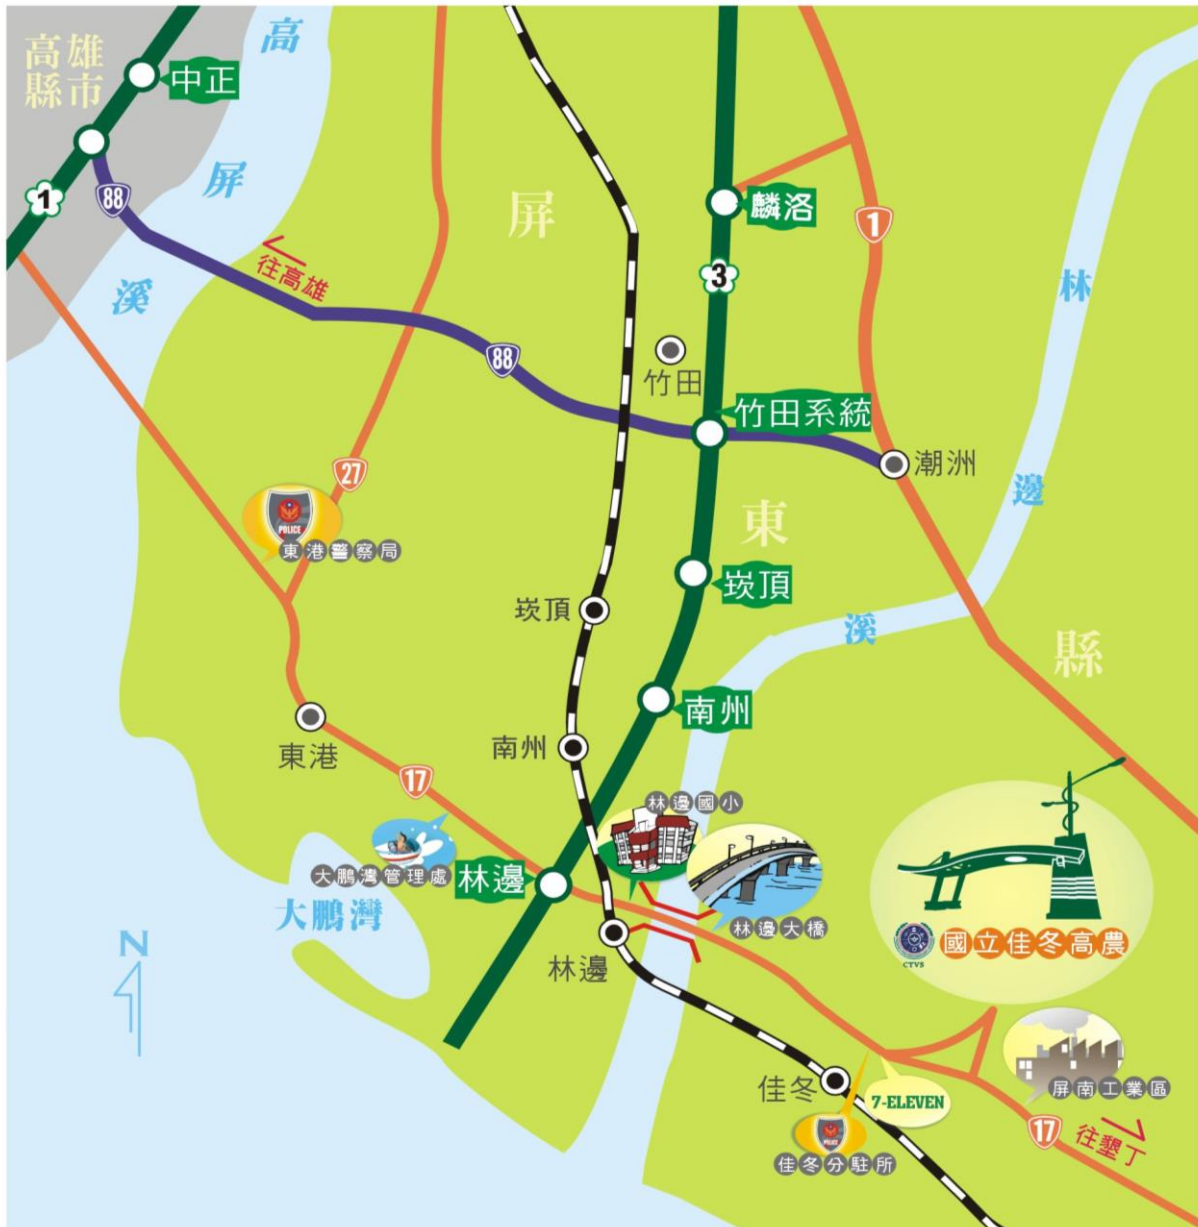 高雄
縣市
中正
高
屏
溪
1
88
往高雄
屏
麟洛
1
3
林
邊
溪
88
竹田
竹田系統
潮洲
27
POLICE
東港警察局
東
崁頂
崁頂
縣
南州
南州
東港
17
林邊國小
大鵬灣管理處
林邊
大鵬灣
林邊大橋
國立佳冬高農
CTVS
N
林邊
佳冬
7-ELEVEN
屏南工業區
17
往墾丁
POLICE
佳冬分駐所